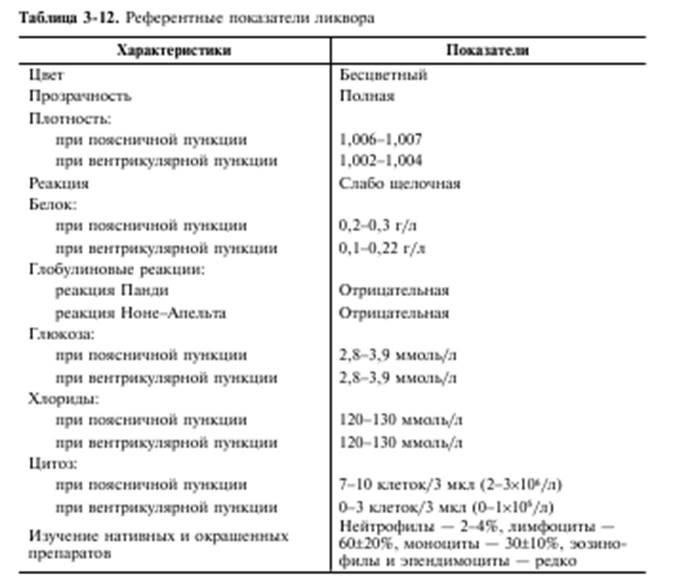 Таблица 3-12. Референтные показатели ликвора
Характеристики Показатели
Цвет Бесцветный
Прозрачность Полная
Плотность:
при поясничной пункции 1,006–1,007
при вентрикулярной пункции 1,002–1,004
Реакция Слабо щелочная
Белок:
при поясничной пункции 0,2–0,3 г/л
при вентрикулярной пункции 0,1–0,22 г/л
Глобулиновые реакции:
реакция Панди Отрицательная
реакция Ноне–Апельта Отрицательная
Глюкоза:
при поясничной пункции 2,8–3,9 ммоль/л
при вентрикулярной пункции 2,8–3,9 ммоль/л
Хлориды:
при поясничной пункции 120–130 ммоль/л
при вентрикулярной пункции 120–130 ммоль/л
Цитоз:
при поясничной пункции 7–10 клеток/3 мкл (2–3×10⁶/л)
при вентрикулярной пункции 0–3 клеток/3 мкл (0–1×10⁶/л)
Изучение нативных и окрашенных препаратов Нейтрофилы — 2–4%, лимфоциты —
60±20%, моноциты — 30±10%, эозино-
филы и эпендимоциты — редко